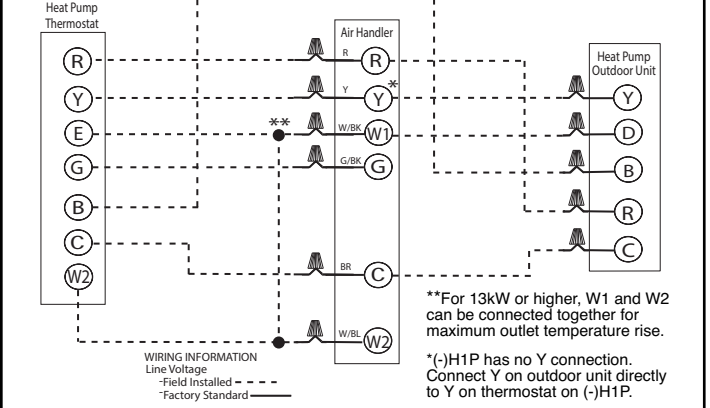 Heat Pump
Thermostat
R
Y
E
G
B
C
W2
**
Air Handler
R
R
Y
Y
*
W/BK
W1
G/BK
G
BR
C
W/BL
W2
Heat Pump
Outdoor Unit
Y
D
B
R
C
WIRING INFORMATION
Line Voltage
-Field Installed
-Factory Standard
**For 13kW or higher, W1 and W2
can be connected together for
maximum outlet temperature rise.
*(-)H1P has no Y connection.
Connect Y on outdoor unit directly
to Y on thermostat on (-)H1P.